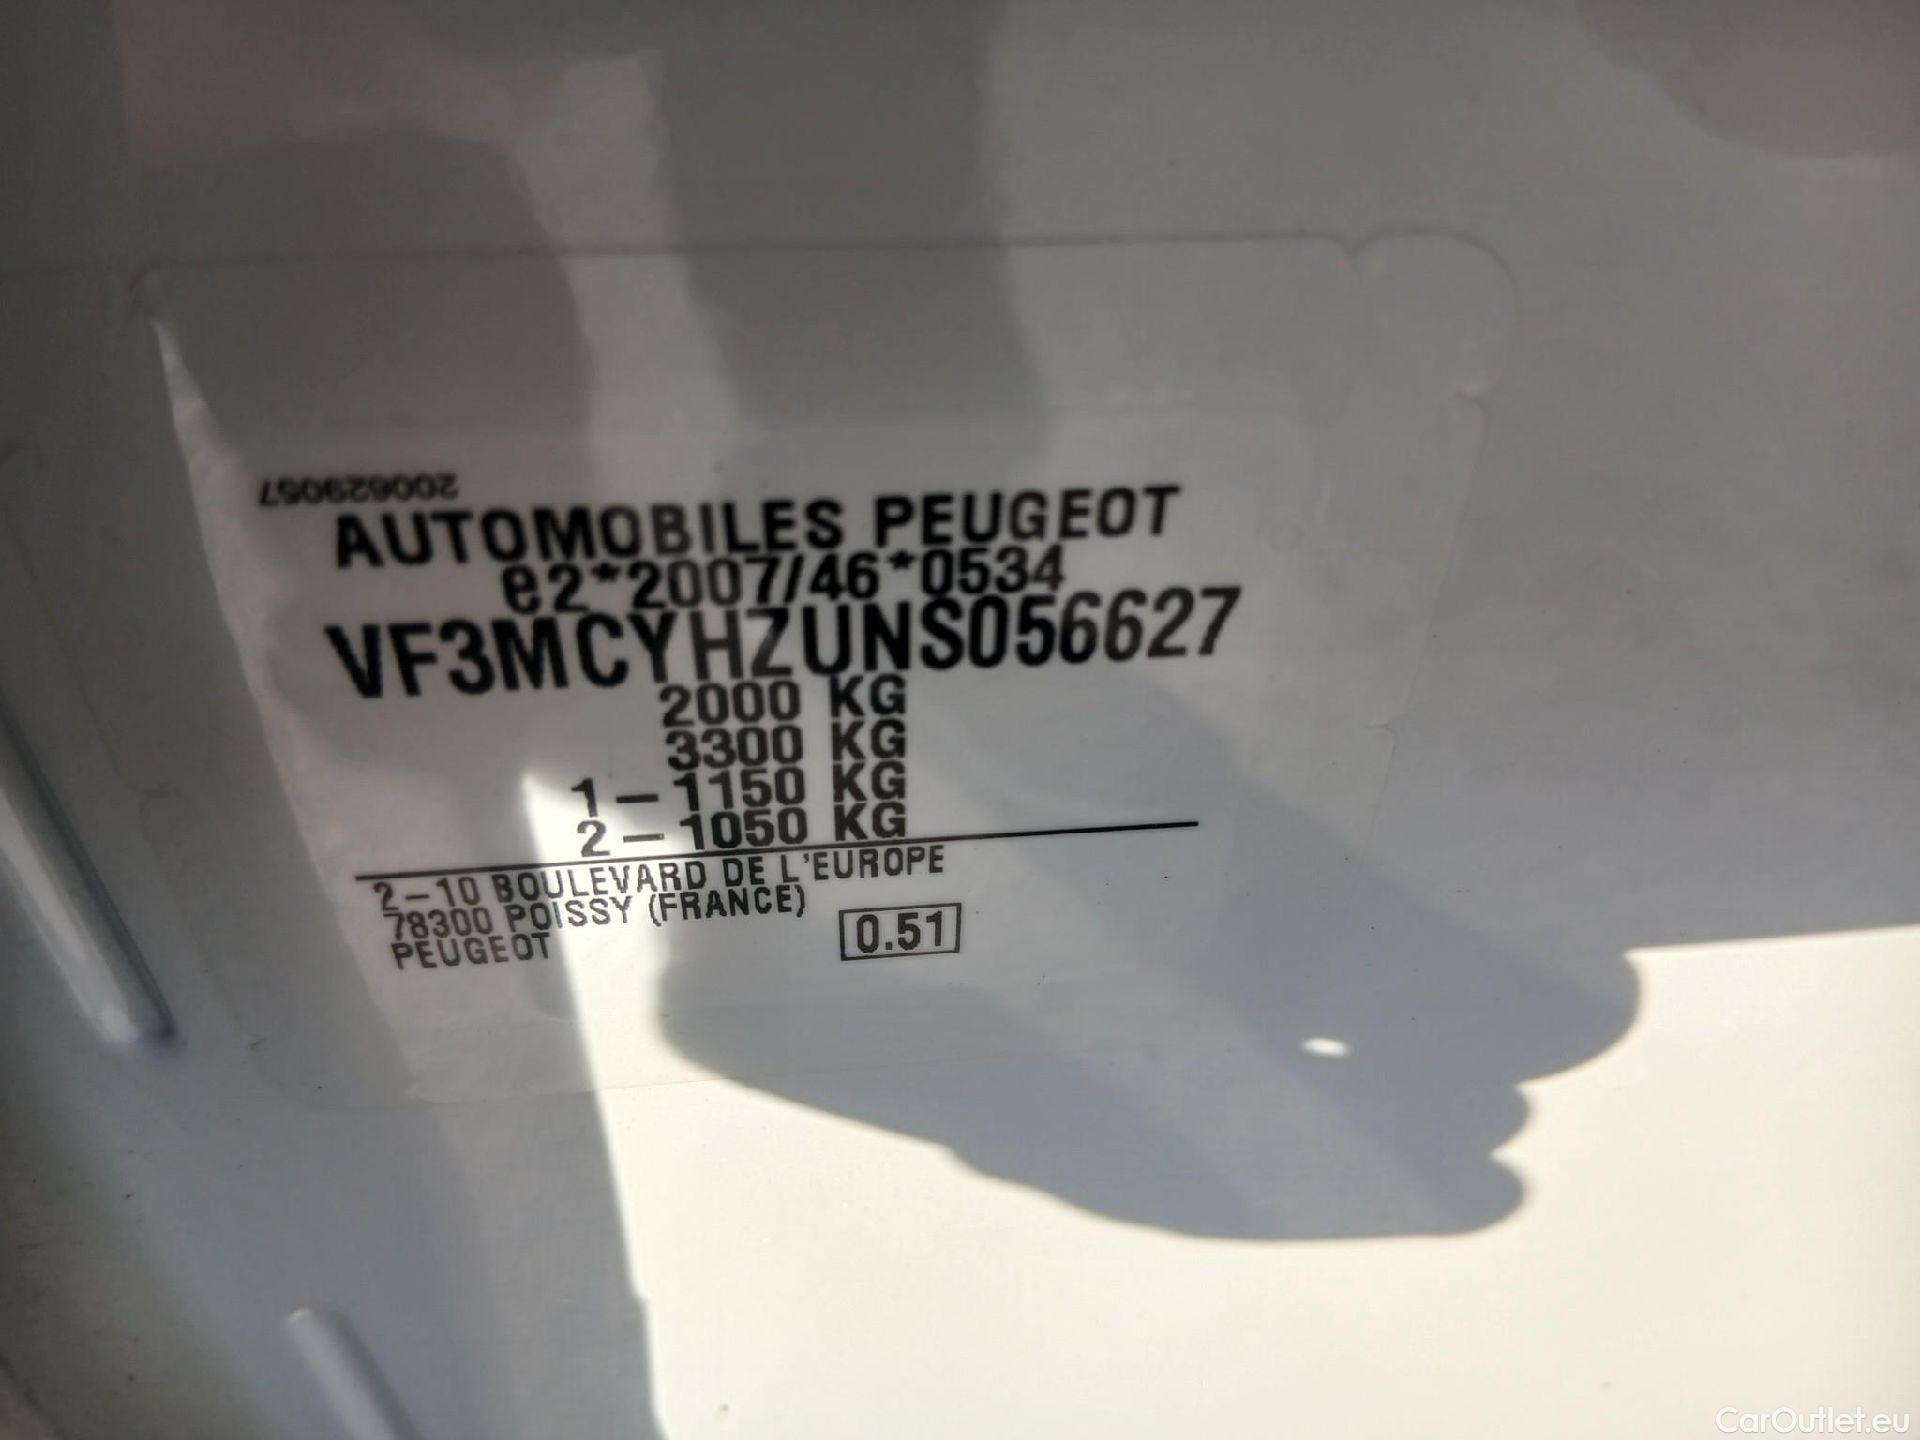 200629057
AUTOMOBILES PEUGEOT
e2*2007/46*0534
VF3MCYHZUNS056627
2000 KG
3300 KG
1-1150 KG
2-1050 KG
2-10 BOULEVARD DE L'EUROPE
78300 POISSY (FRANCE)
PEUGEOT
0.51
CarOutlet.eu